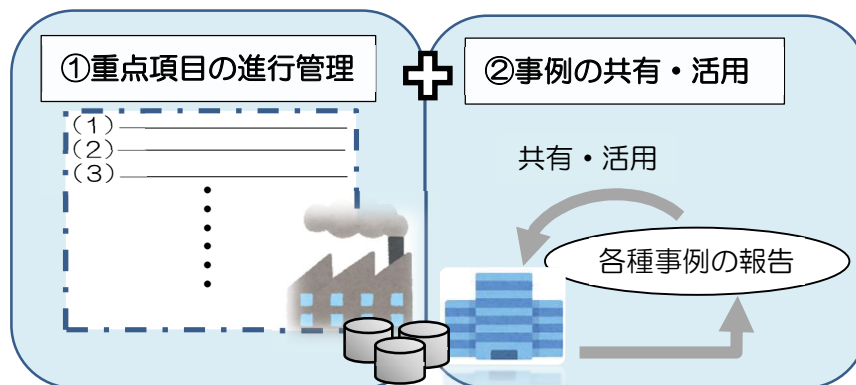 ①重点項目の進行管理
②事例の共有・活用
（１）
（２）
（３）
共有・活用
各種事例の報告